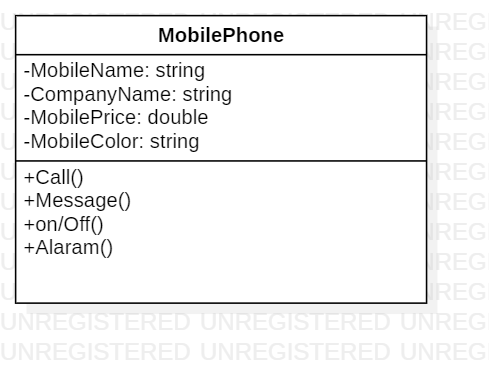 MobilePhone
-MobileName: string
-CompanyName: string
-MobilePrice: double
-MobileColor: string
+Call()
+Message()
+on/Off()
+Alaram()
UNREGISTERED UNREGISTERED UNREG
UNREGISTERED UNREGISTERED UNREG